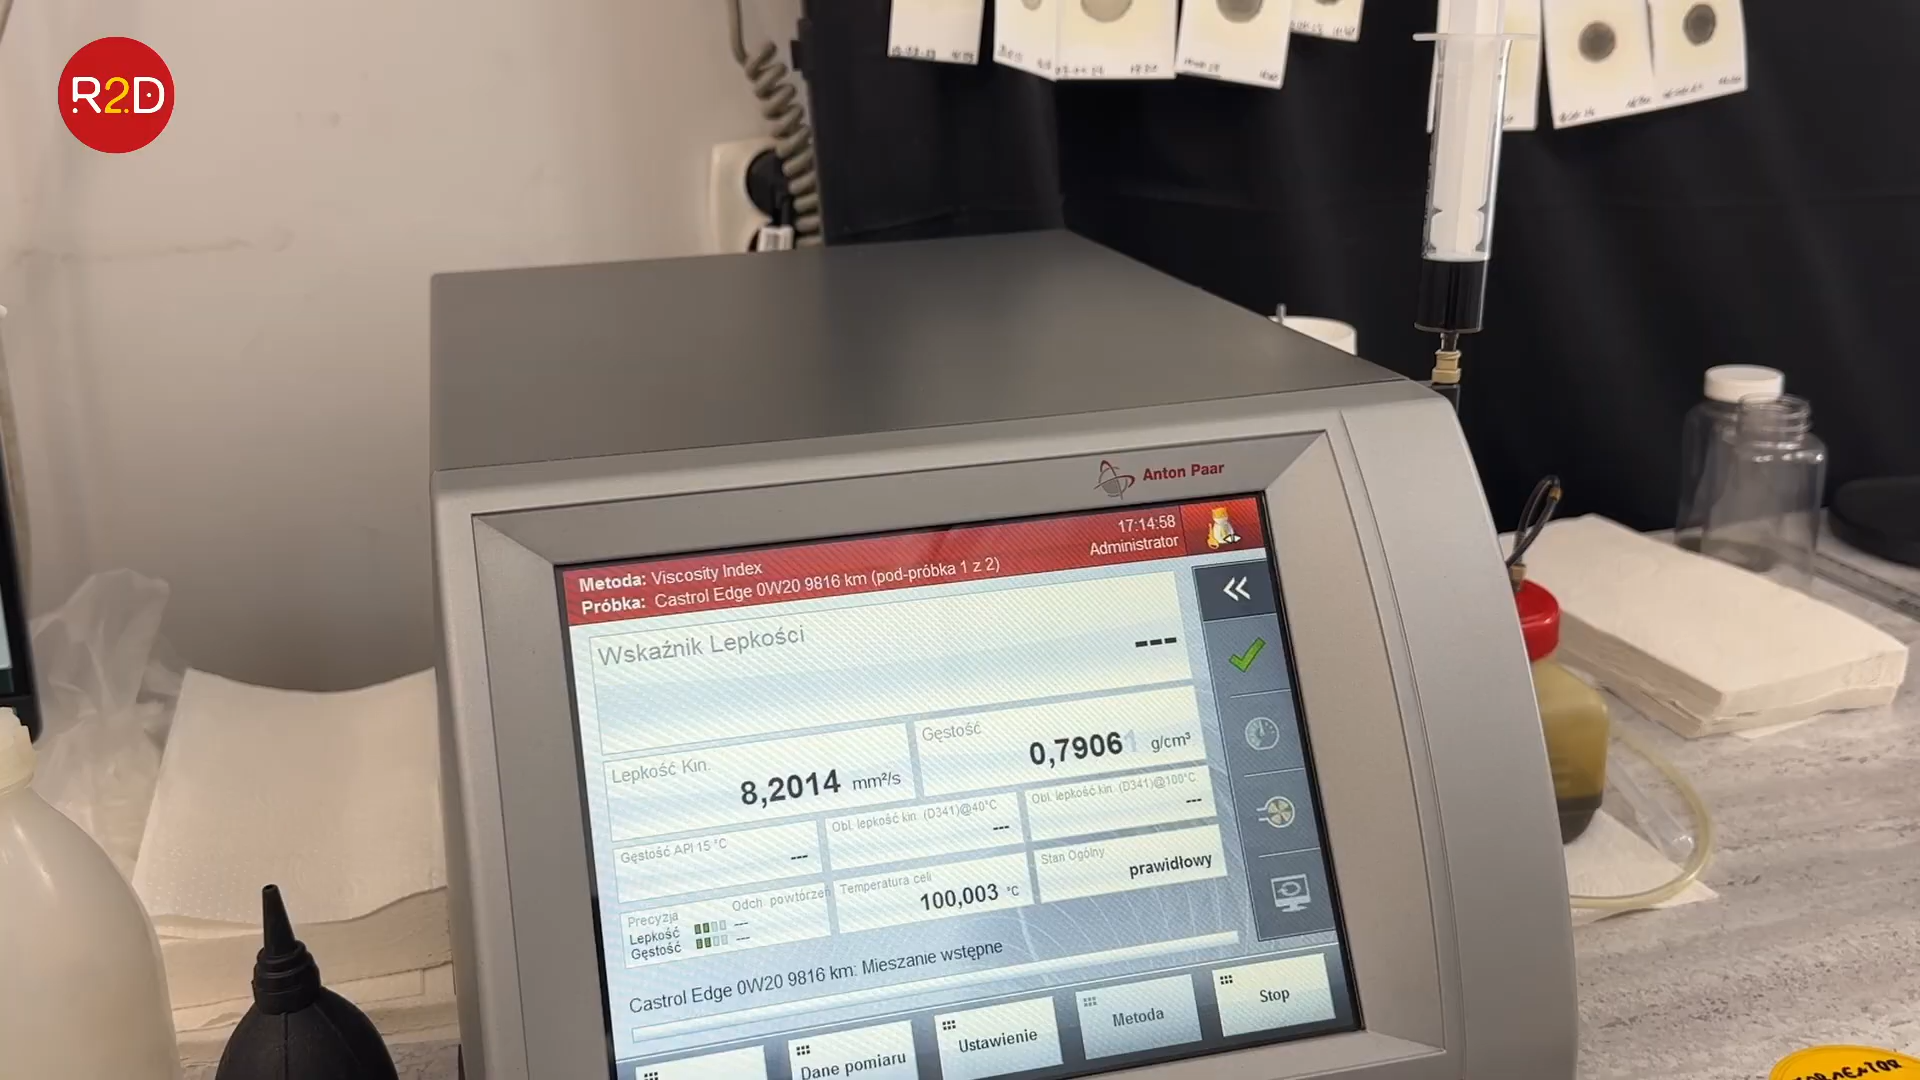 R2D
Anton Paar
17:14:58
Administrator
Metoda: Viscosity Index
Próbka: Castrol Edge 0W20 9816 km (pod-próbka 1 z 2)
Wskaźnik Lepkości
---
Lepkość Kin.
8,2014 mm²/s
Gęstość
0,79061 g/cm³
Gęstość API 15 °C
---
Obl. lepkość kin. (D341)@40°C
---
Obl. lepkość kin. (D341)@100°C
---
Precyzja
Odch. powtórzeń
Lepkość ---
Gęstość ---
Temperatura celi
100,003 °C
Stan Ogólny
prawidłowy
Castrol Edge 0W20 9816 km: Mieszanie wstępne
Dane pomiaru
Ustawienie
Metoda
Stop